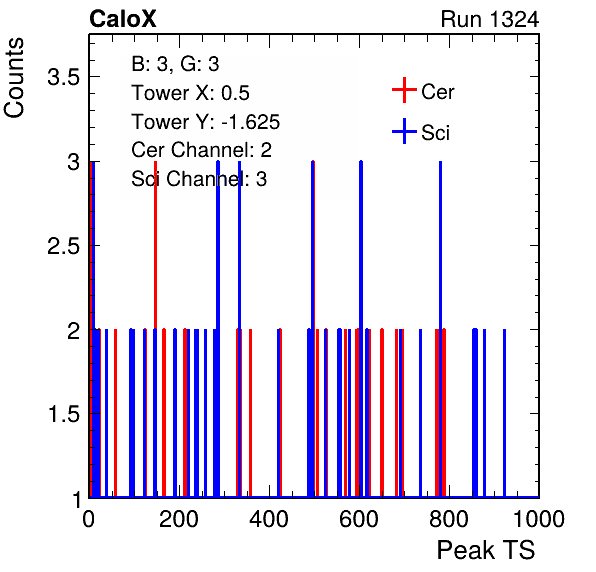 CaloX Run 1324
Counts
B: 3, G: 3
Tower X: 0.5
Tower Y: -1.625
Cer Channel: 2
Sci Channel: 3
Cer
Sci
3.5
3
2.5
2
1.5
1
0 200 400 600 800 1000
Peak TS